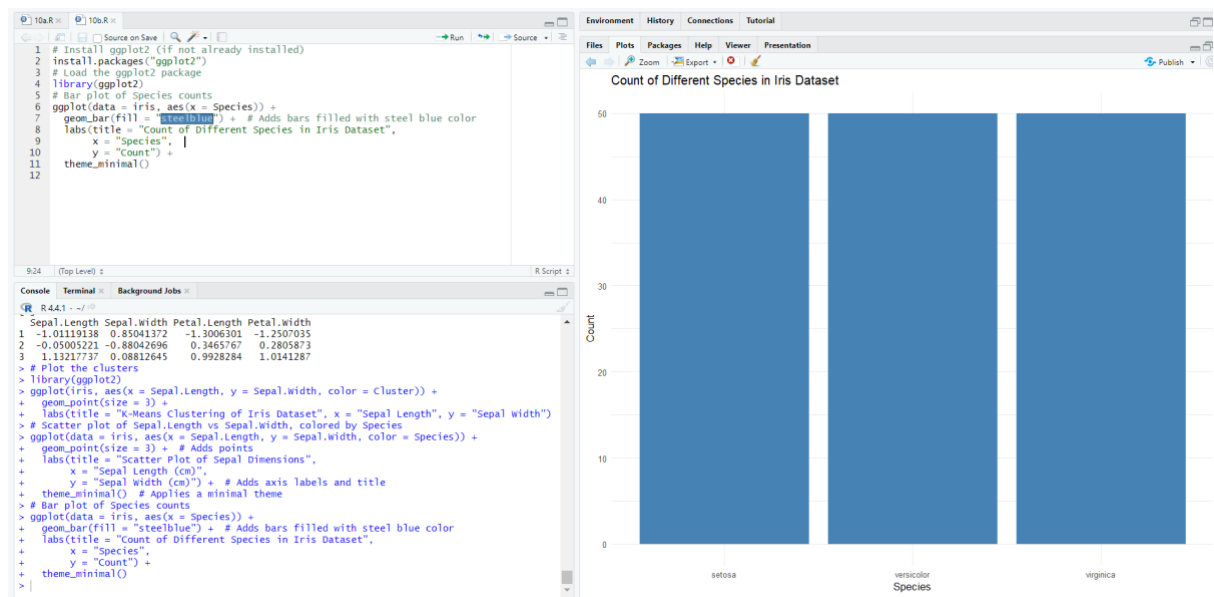 10a.R × 10b.R ×
Source on Save Run Source
1 # Install ggplot2 (if not already installed)
2 install.packages("ggplot2")
3 # Load the ggplot2 package
4 library(ggplot2)
5 # Bar plot of Species counts
6 ggplot(data = iris, aes(x = Species)) +
7   geom_bar(fill = "steelblue") +  # Adds bars filled with steel blue color
8   labs(title = "Count of Different Species in Iris Dataset",
9        x = "Species",
10        y = "Count") +
11   theme_minimal()
12
9:24 (Top Level) R Script
Console Terminal × Background Jobs ×
R 4.4.1 · ~/
Sepal.Length Sepal.Width Petal.Length Petal.Width
1 -1.01119138 0.85041372 -1.3006301 -1.2507035
2 -0.05005221 -0.88042696 0.3465767 0.2805873
3 1.13217737 0.08812645 0.9928284 1.0141287
> # Plot the clusters
> library(ggplot2)
> ggplot(iris, aes(x = Sepal.Length, y = Sepal.Width, color = Cluster)) +
+   geom_point(size = 3) +
+   labs(title = "K-Means Clustering of Iris Dataset", x = "Sepal Length", y = "Sepal Width")
> # Scatter plot of Sepal.Length vs Sepal.Width, colored by Species
> ggplot(data = iris, aes(x = Sepal.Length, y = Sepal.Width, color = Species)) +
+   geom_point(size = 3) +  # Adds points
+   labs(title = "Scatter Plot of Sepal Dimensions",
+        x = "Sepal Length (cm)",
+        y = "Sepal Width (cm)") +  # Adds axis labels and title
+   theme_minimal()  # Applies a minimal theme
> # Bar plot of Species counts
> ggplot(data = iris, aes(x = Species)) +
+   geom_bar(fill = "steelblue") +  # Adds bars filled with steel blue color
+   labs(title = "Count of Different Species in Iris Dataset",
+        x = "Species",
+        y = "Count") +
+   theme_minimal()
>
Environment History Connections Tutorial
Files Plots Packages Help Viewer Presentation
Zoom Export Publish
Count of Different Species in Iris Dataset
50
40
30
Count
20
10
0
setosa versicolor virginica
Species